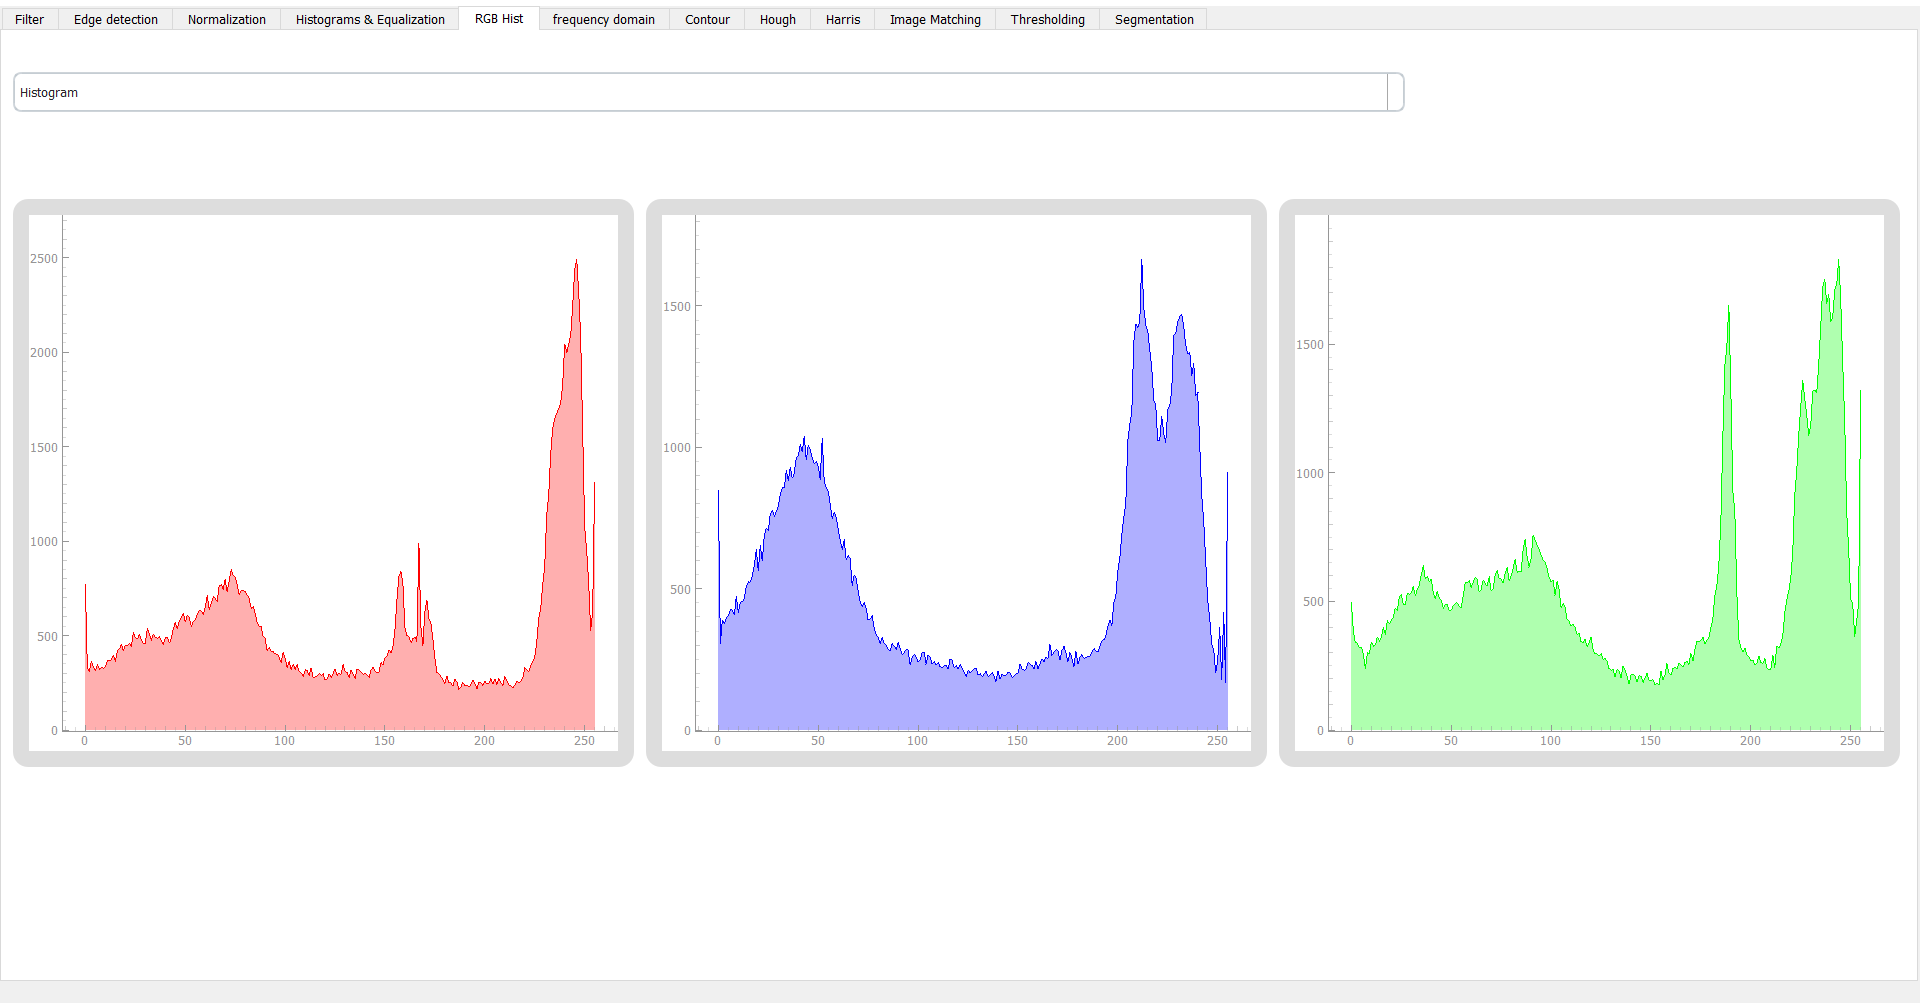 Filter Edge detection Normalization Histograms & Equalization RGB Hist frequency domain Contour Hough Harris Image Matching Thresholding Segmentation
Histogram
2500
2000
1500
1000
500
0
0 50 100 150 200 250
1500
1000
500
0
0 50 100 150 200 250
1500
1000
500
0
0 50 100 150 200 250